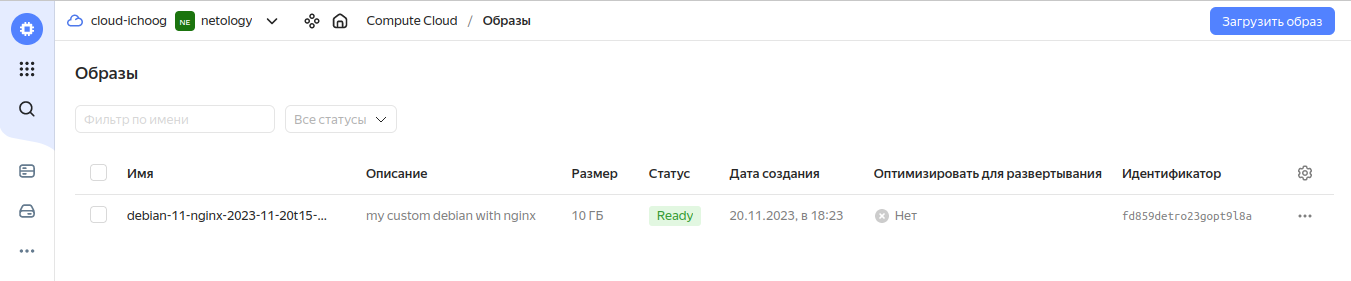 cloud-ichoog NE netology Compute Cloud / Образы Загрузить образ
Образы
Фильтр по имени Все статусы
Имя Описание Размер Статус Дата создания Оптимизировать для развертывания Идентификатор
debian-11-nginx-2023-11-20t15-... my custom debian with nginx 10 ГБ Ready 20.11.2023, в 18:23 Нет fd859detro23gopt9l8a